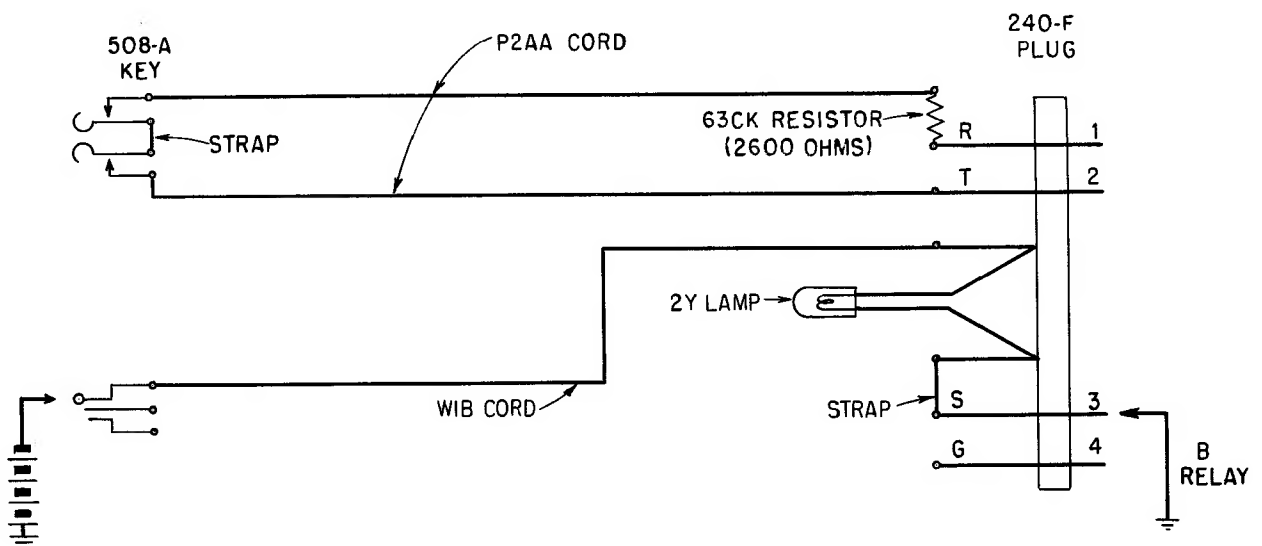 508-A
KEY
P2AA CORD
240-F
PLUG
STRAP
63CK RESISTOR
(2600 OHMS)
R
1
T
2
2Y LAMP
WIB CORD
STRAP
S
3
G
4
B
RELAY